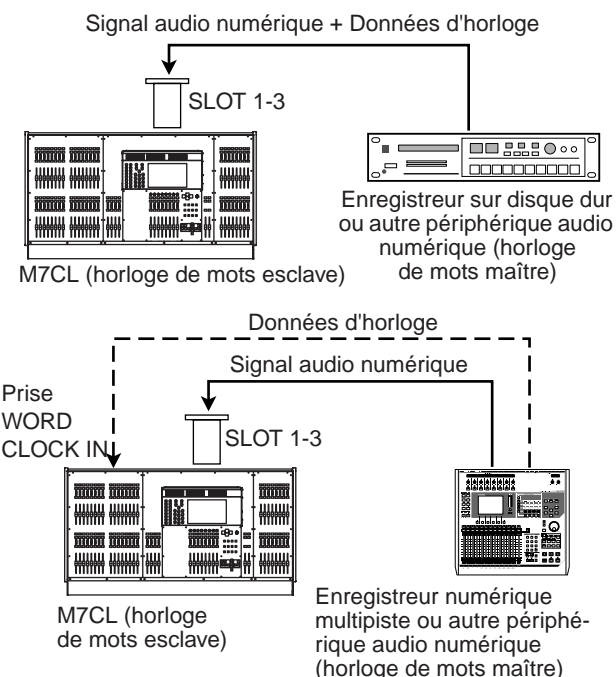 Signal audio numérique + Données d'horloge
SLOT 1-3
Enregistreur sur disque dur
ou autre périphérique audio
numérique (horloge
de mots maître)
M7CL (horloge de mots esclave)
Données d'horloge
Signal audio numérique
Prise
WORD
CLOCK IN
SLOT 1-3
M7CL (horloge
de mots esclave)
Enregistreur numérique
multipiste ou autre périphé-
rique audio numérique
(horloge de mots maître)